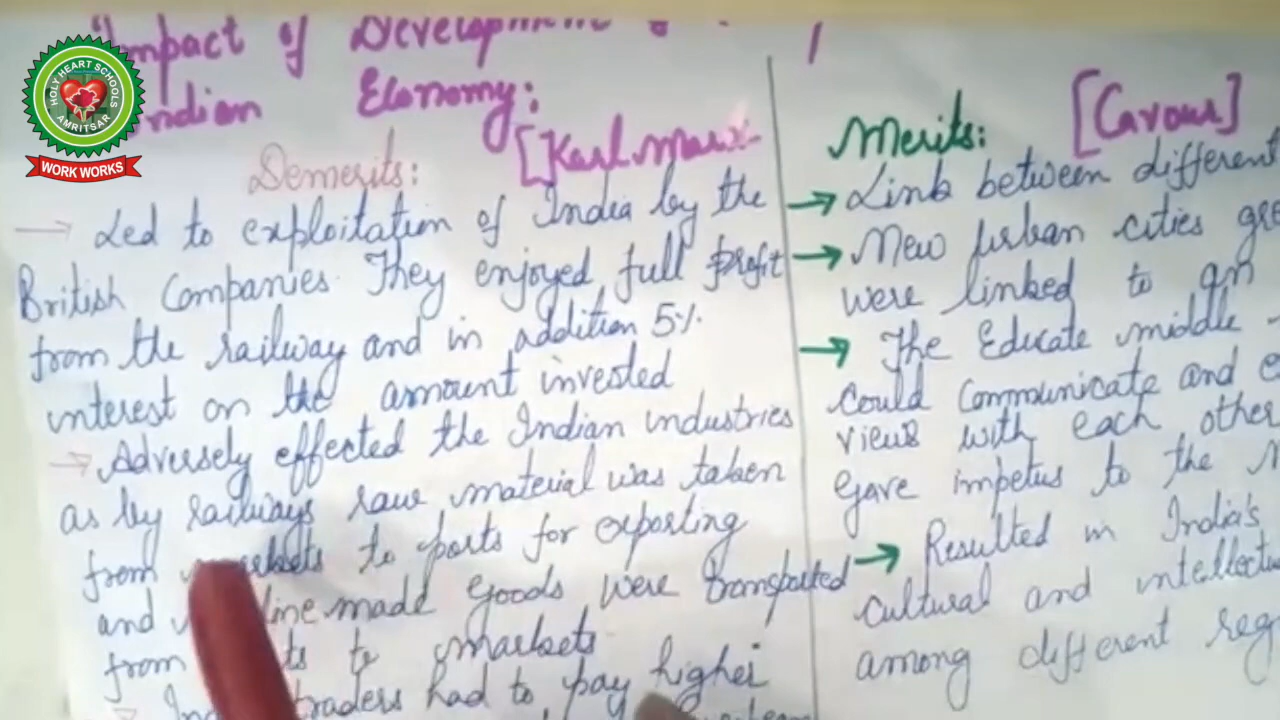 HOLY HEART SCHOOLS
AMRITSAR
WORK WORKS
Impact of Development
Indian Economy:
Demerits: [Karl Marx
→ Led to exploitation of India by the
British Companies. They enjoyed full profit
from the railway and in addition 5%
interest on the amount invested
→ Adversely effected the Indian industries
as by railways raw material was taken
from markets to ports for exporting
and made goods were transported
from to markets
traders had to pay higher
Merits: [Cavour]
→ Link between different
→ New urban cities
were linked to an
→ The Educate middle -
could communicate and
views with each other
gave impetus to the
→ Resulted in India's
cultural and
among different